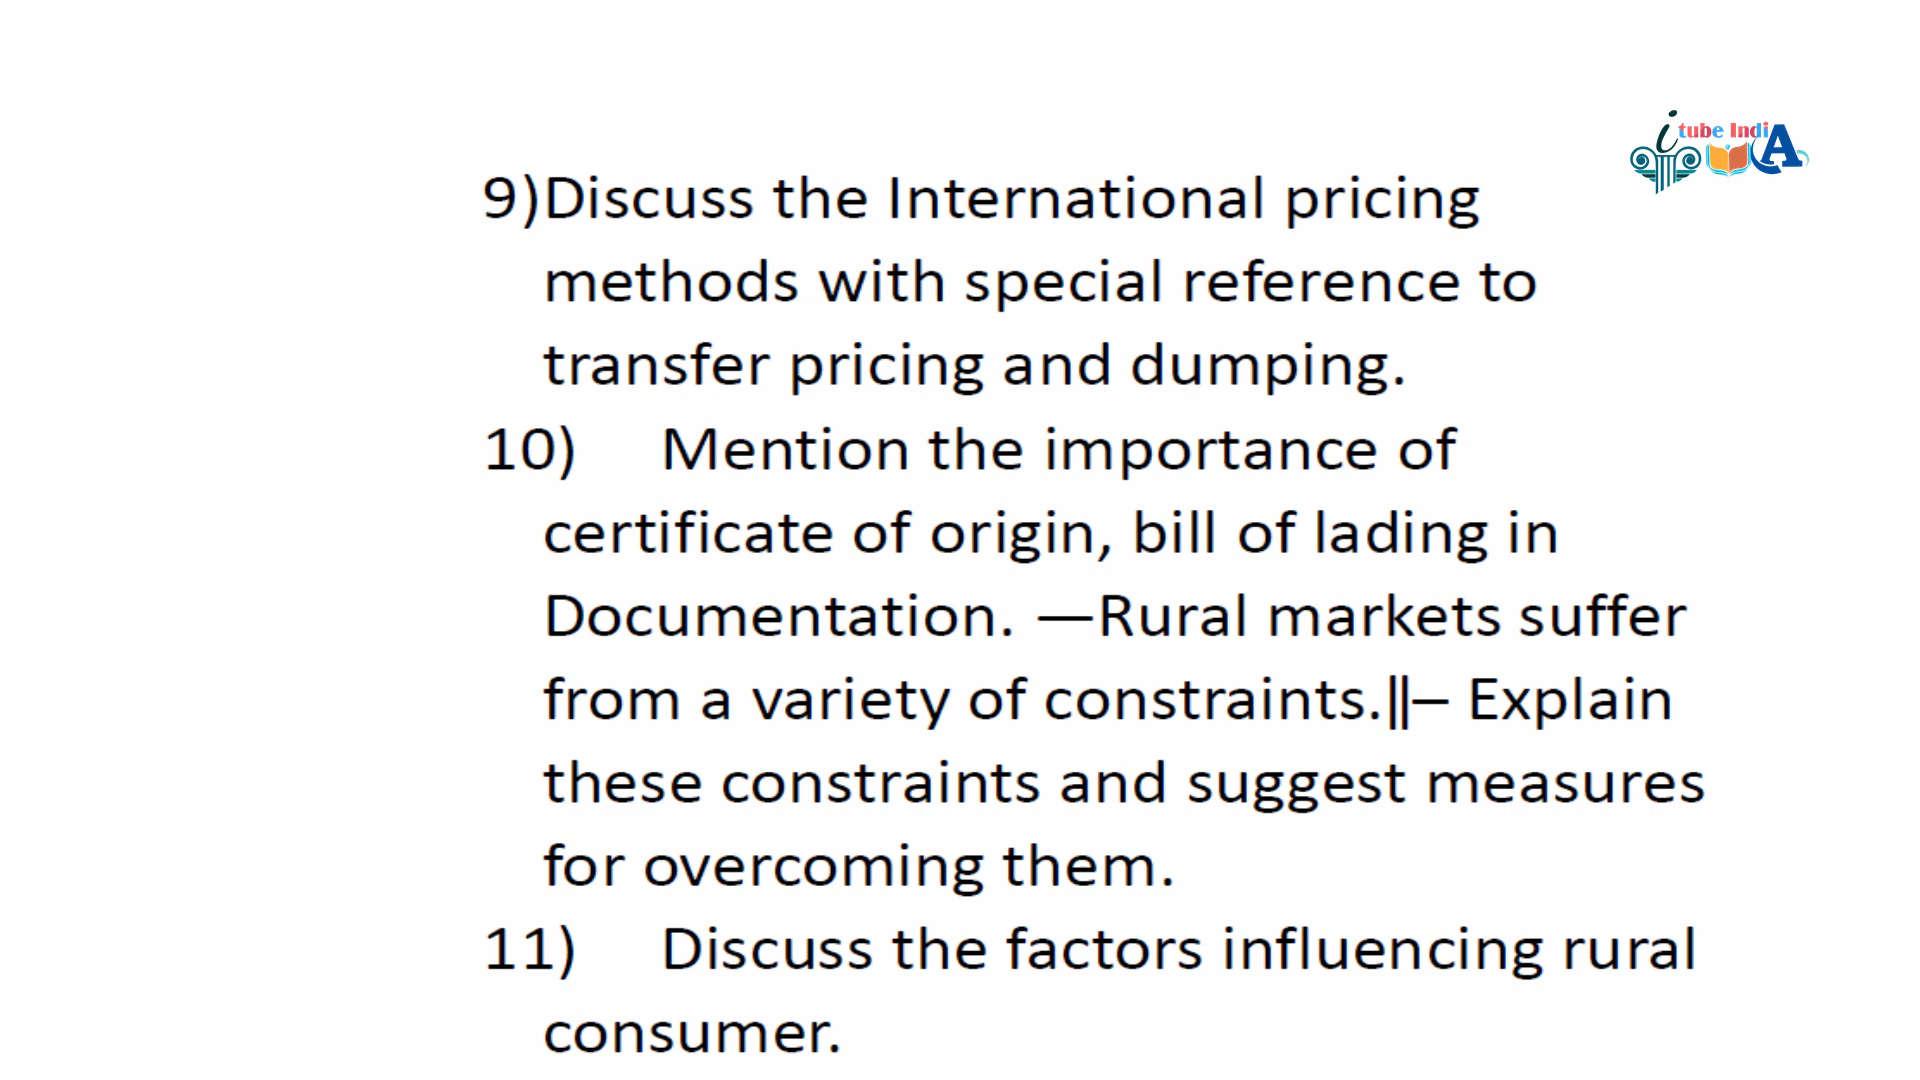 i tube IndiA
9)Discuss the International pricing
methods with special reference to
transfer pricing and dumping.
10) Mention the importance of
certificate of origin, bill of lading in
Documentation. ―Rural markets suffer
from a variety of constraints.‖– Explain
these constraints and suggest measures
for overcoming them.
11) Discuss the factors influencing rural
consumer.